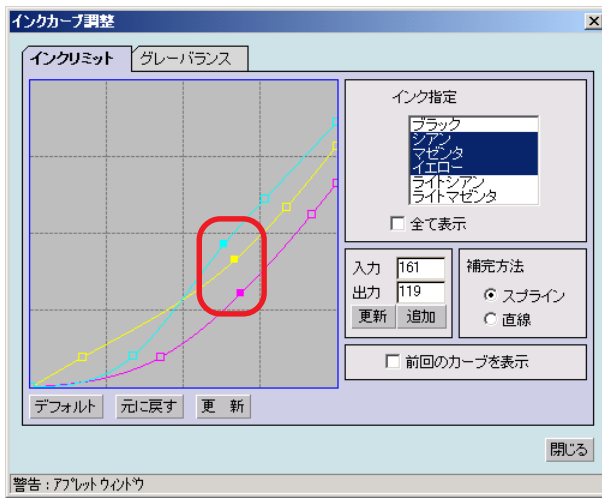 インクカーブ調整
インクリミット
グレーバランス
インク指定
ブラック
シアン
マゼンタ
イエロー
ライトシアン
ライトマゼンタ
全て表示
入力 161
出力 119
更新 追加
補完方法
スプライン
直線
前回のカーブを表示
デフォルト 元に戻す 更 新
閉じる
警告：アプレット ウィンドウ